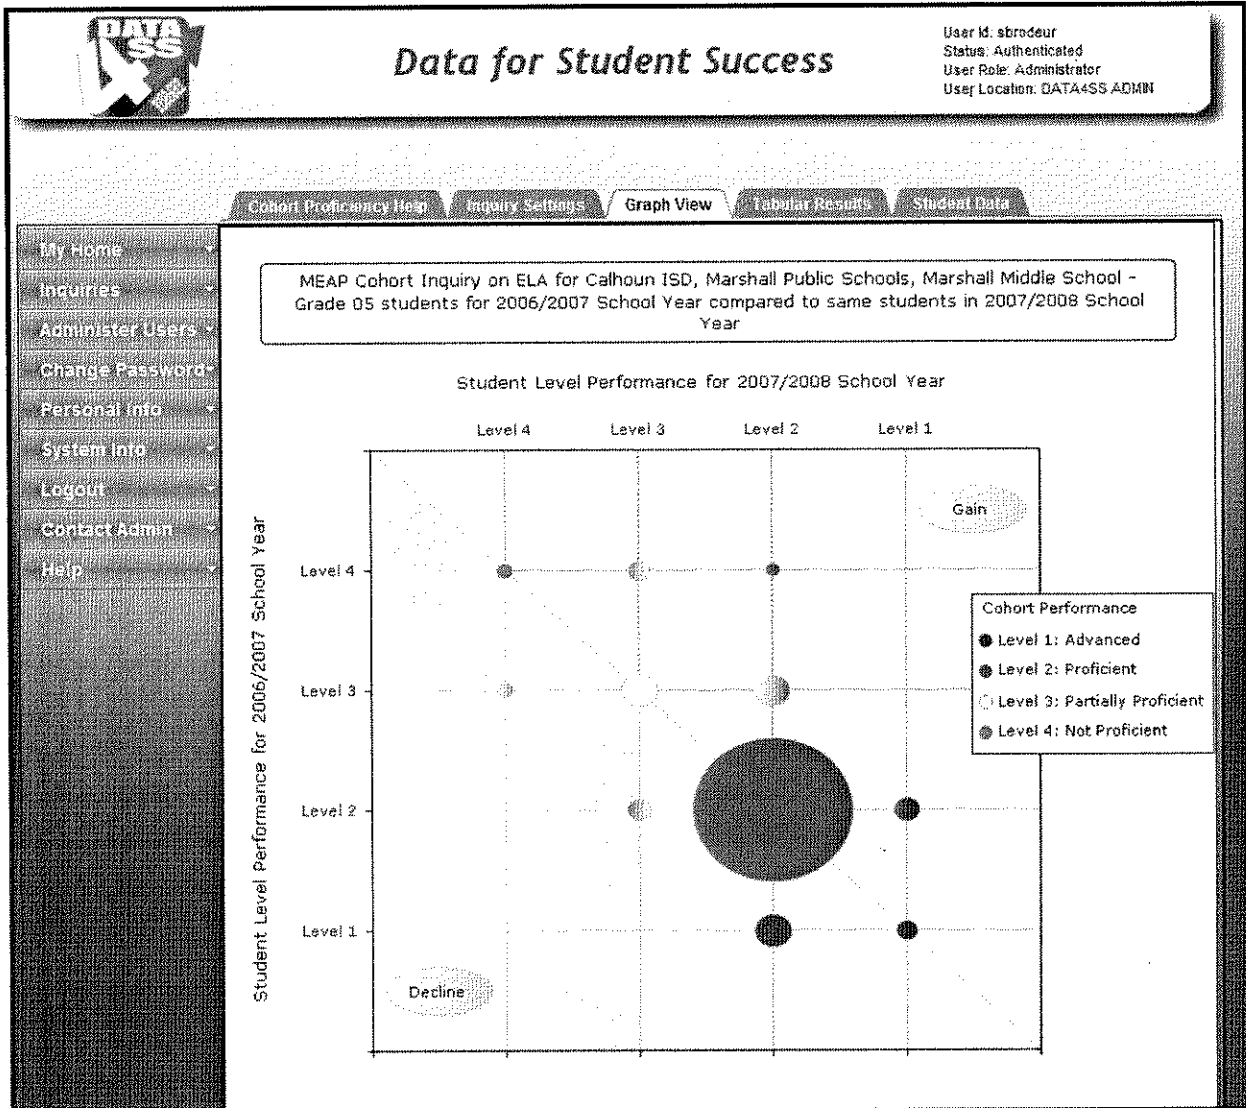 DATA
4SS
Data for Student Success
User Id: sbrodeur
Status: Authenticated
User Role: Administrator
User Location: DATA4SS ADMIN
Cohort Proficiency Help
Inquiry Settings
Graph View
Tabular Results
Student Data
My Home
Inquiries
Administer Users
Change Password
Personal Info
System Info
Logout
Contact Admin
Help
MEAP Cohort Inquiry on ELA for Calhoun ISD, Marshall Public Schools, Marshall Middle School -
Grade 05 students for 2006/2007 School Year compared to same students in 2007/2008 School
Year
Student Level Performance for 2007/2008 School Year
Level 4
Level 3
Level 2
Level 1
Student Level Performance for 2006/2007 School Year
Level 4
Level 3
Level 2
Level 1
Gain
Decline
Cohort Performance
Level 1: Advanced
Level 2: Proficient
Level 3: Partially Proficient
Level 4: Not Proficient